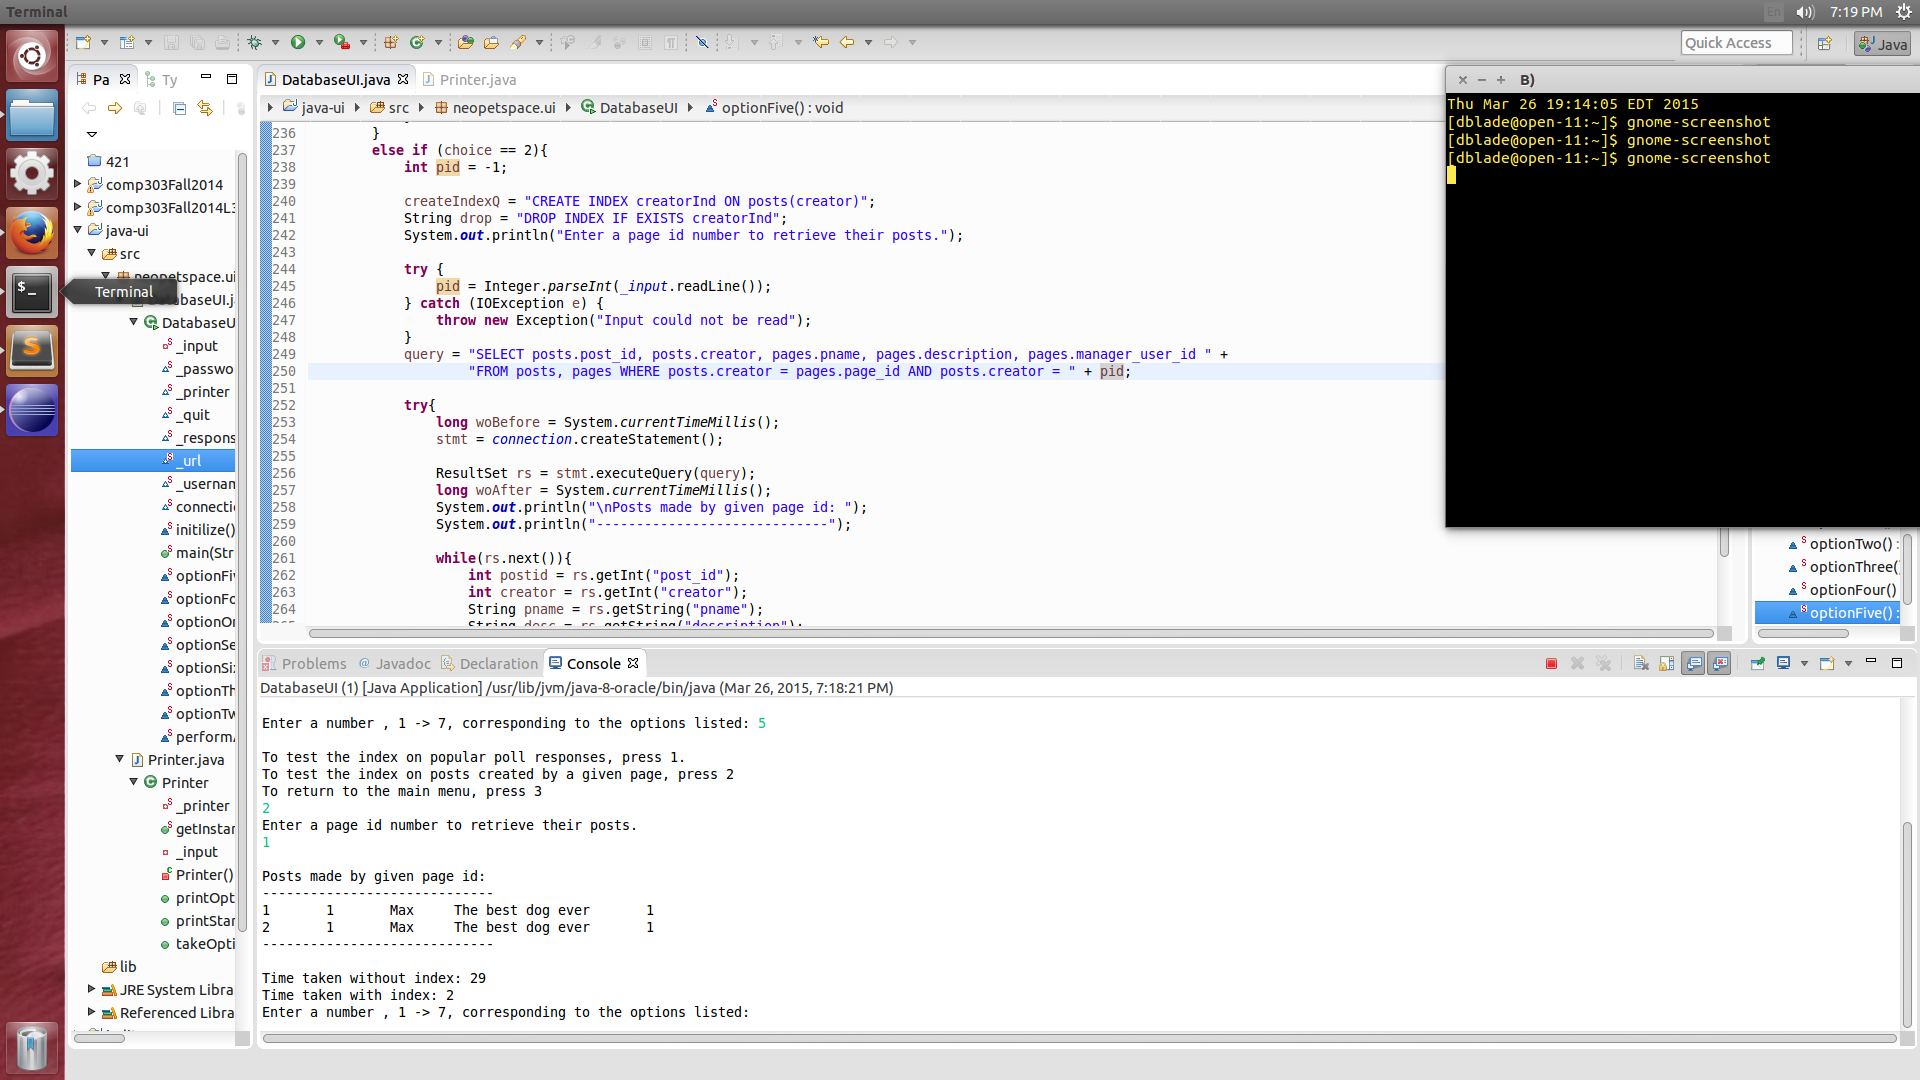 Terminal
En
7:19 PM
Quick Access
Java
Pa
Ty
421
comp303Fall2014
comp303Fall2014L3
java-ui
src
neopetspace.ui
Terminal
DatabaseUI.j
DatabaseU
_input
_passwo
_printer
_quit
_respons
_url
_usernam
connectio
initilize()
main(Stri
optionFiv
optionFo
optionOn
optionSe
optionSix
optionTh
optionTw
performA
Printer.java
Printer
_printer
getInstan
_input
Printer()
printOpt
printStar
takeOpti
lib
JRE System Libra
Referenced Libra
DatabaseUI.java
Printer.java
java-ui
src
neopetspace.ui
DatabaseUI
optionFive() : void
236 }
237 else if (choice == 2){
238 int pid = -1;
239
240 createIndexQ = "CREATE INDEX creatorInd ON posts(creator)";
241 String drop = "DROP INDEX IF EXISTS creatorInd";
242 System.out.println("Enter a page id number to retrieve their posts.");
243
244 try {
245 pid = Integer.parseInt(_input.readLine());
246 } catch (IOException e) {
247 throw new Exception("Input could not be read");
248 }
249 query = "SELECT posts.post_id, posts.creator, pages.pname, pages.description, pages.manager_user_id " +
250 "FROM posts, pages WHERE posts.creator = pages.page_id AND posts.creator = " + pid;
251
252 try{
253 long woBefore = System.currentTimeMillis();
254 stmt = connection.createStatement();
255
256 ResultSet rs = stmt.executeQuery(query);
257 long woAfter = System.currentTimeMillis();
258 System.out.println("\nPosts made by given page id: ");
259 System.out.println("-----------------------------");
260
261 while(rs.next()){
262 int postid = rs.getInt("post_id");
263 int creator = rs.getInt("creator");
264 String pname = rs.getString("pname");
265 String desc = rs.getString("description");
B)
Thu Mar 26 19:14:05 EDT 2015
[dblade@open-11:~]$ gnome-screenshot
[dblade@open-11:~]$ gnome-screenshot
[dblade@open-11:~]$ gnome-screenshot
optionTwo() :
optionThree()
optionFour()
optionFive() :
Problems
@ Javadoc
Declaration
Console
DatabaseUI (1) [Java Application] /usr/lib/jvm/java-8-oracle/bin/java (Mar 26, 2015, 7:18:21 PM)
Enter a number , 1 -> 7, corresponding to the options listed: 5
To test the index on popular poll responses, press 1.
To test the index on posts created by a given page, press 2
To return to the main menu, press 3
2
Enter a page id number to retrieve their posts.
1
Posts made by given page id:
-----------------------------
1 1 Max The best dog ever 1
2 1 Max The best dog ever 1
-----------------------------
Time taken without index: 29
Time taken with index: 2
Enter a number , 1 -> 7, corresponding to the options listed: